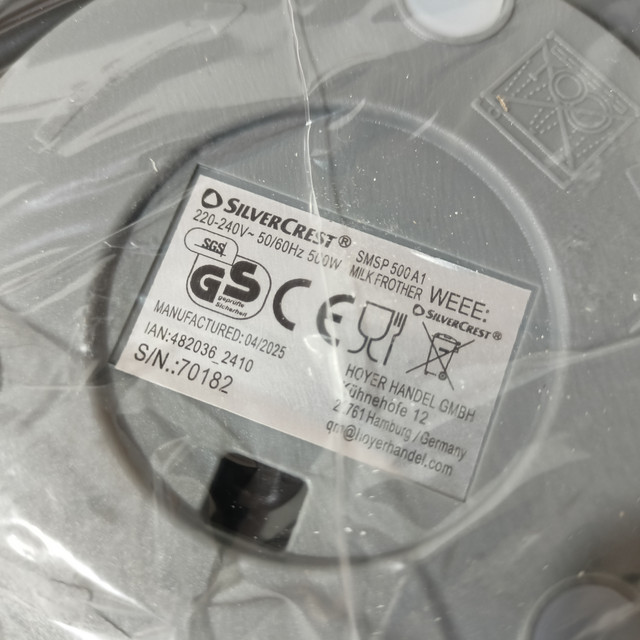 SILVERCREST®
220-240V~ 50/60Hz 500W
SMSP 500 A1
MILK FROTHER
WEEE:
SILVERCREST®
SGS
GS
geprüfte
Sicherheit
CE
MANUFACTURED: 04/2025
IAN:482036_2410
S/N.:70182
HOYER HANDEL GMBH
Kühnehöfe 12
22761 Hamburg / Germany
qm@hoyerhandel.com